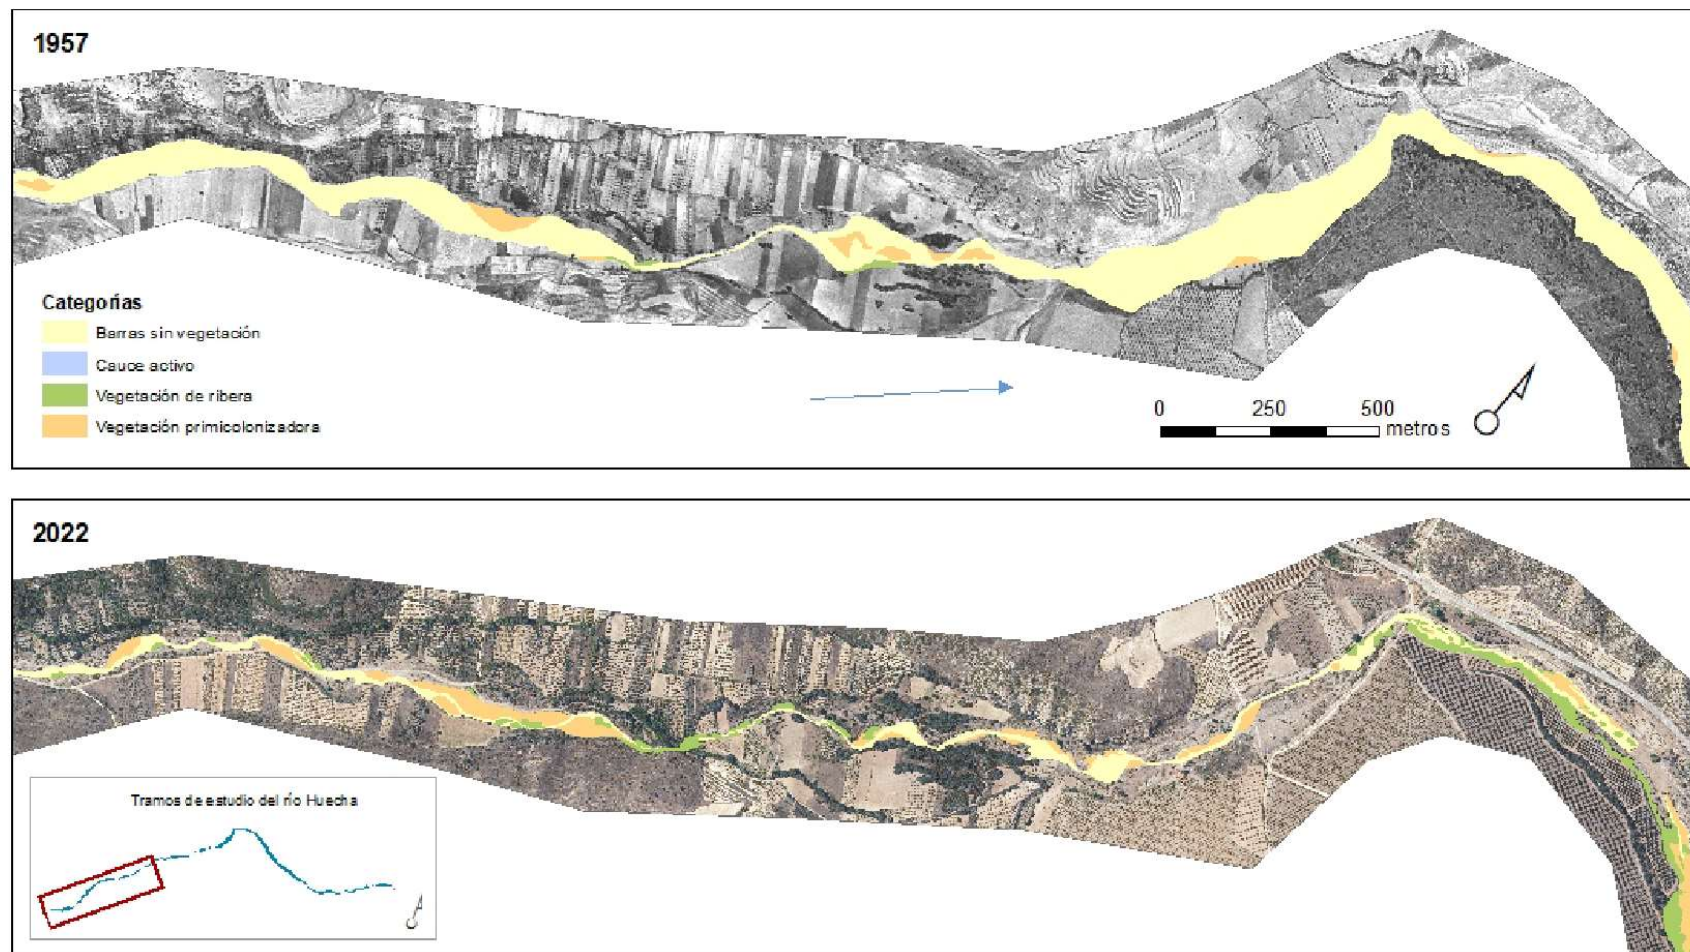 1957
Categorías
Barras sin vegetación
Cauce activo
Vegetación de ribera
Vegetación primicolonizadora
0 250 500
metros
2022
Tramos de estudio del río Huecha